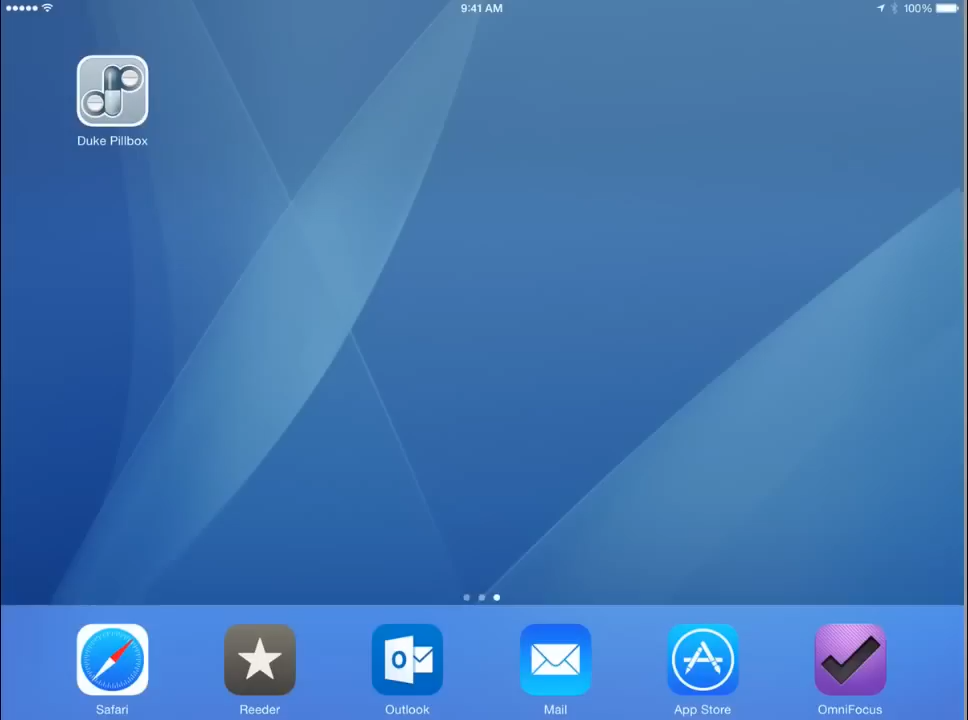 9:41 AM
100%
Duke Pillbox
Safari
Reeder
Outlook
Mail
App Store
OmniFocus